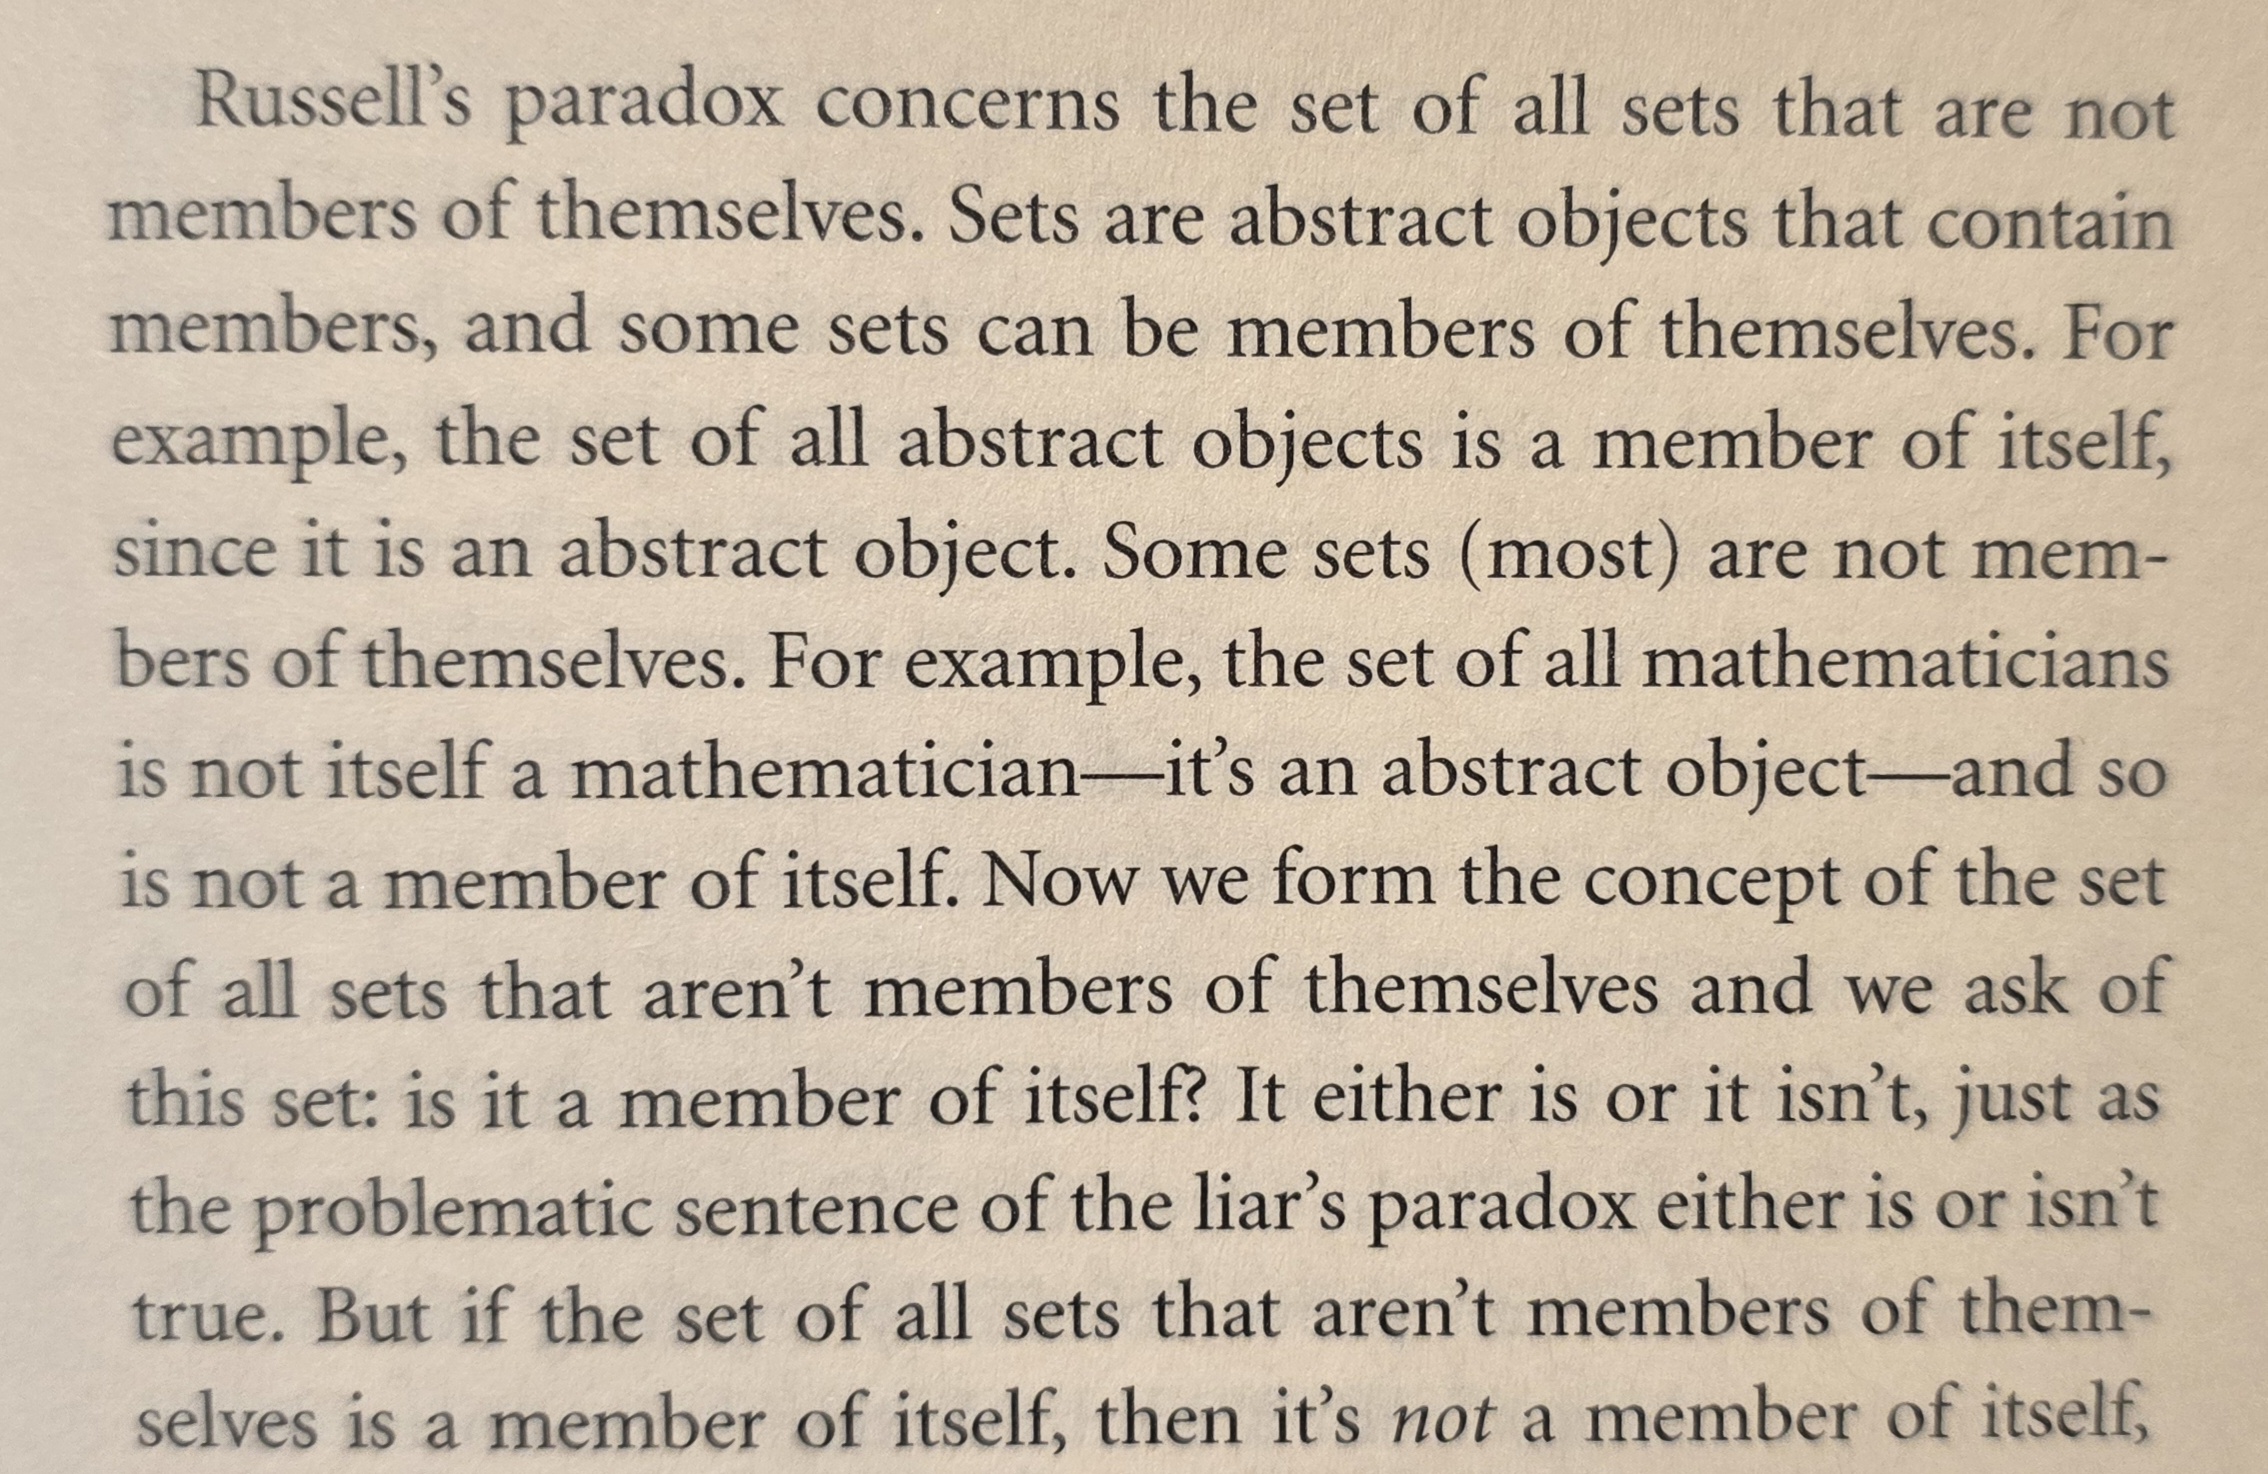 Russell’s paradox concerns the set of all sets that are not
members of themselves. Sets are abstract objects that contain
members, and some sets can be members of themselves. For
example, the set of all abstract objects is a member of itself,
since it is an abstract object. Some sets (most) are not mem-
bers of themselves. For example, the set of all mathematicians
is not itself a mathematician—it’s an abstract object—and so
is not a member of itself. Now we form the concept of the set
of all sets that aren’t members of themselves and we ask of
this set: is it a member of itself? It either is or it isn’t, just as
the problematic sentence of the liar’s paradox either is or isn’t
true. But if the set of all sets that aren’t members of them-
selves is a member of itself, then it’s not a member of itself,